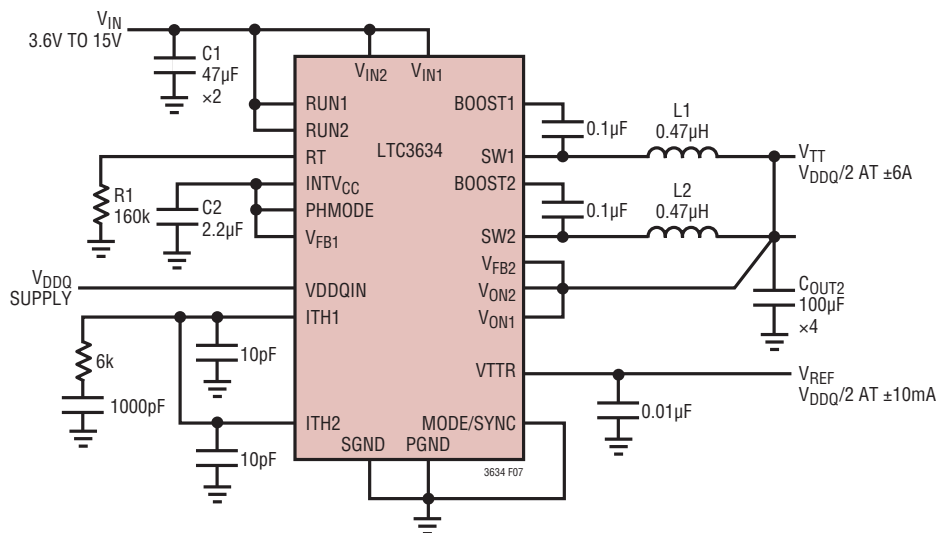 VIN
3.6V TO 15V
C1
47µF
×2
VIN2
VIN1
RUN1
RUN2
RT
INTVCC
PHMODE
VFB1
VDDQIN
ITH1
ITH2
SGND
PGND
LTC3634
BOOST1
SW1
BOOST2
SW2
VFB2
VON2
VON1
VTTR
MODE/SYNC
R1
160k
C2
2.2µF
VDDQ
SUPPLY
6k
1000pF
10pF
10pF
0.1µF
0.1µF
L1
0.47µH
L2
0.47µH
VTT
VDDQ/2 AT ±6A
COUT2
100µF
×4
VREF
VDDQ/2 AT ±10mA
0.01µF
3634 F07